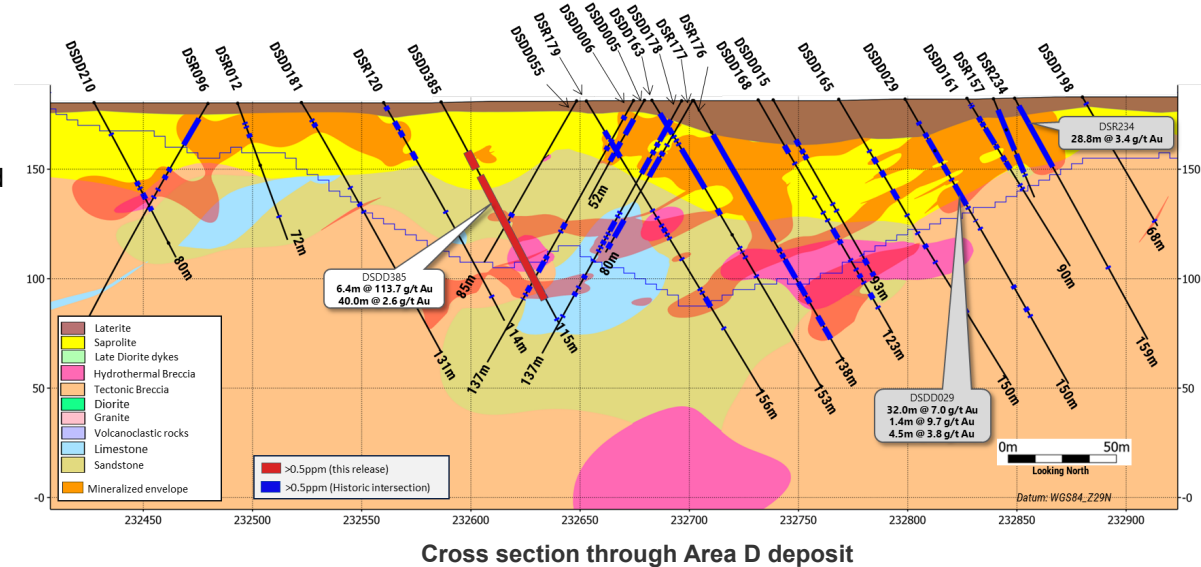 DSDD210
DSR096
DSR012
DSDD181
DSR120
DSDD385
DSDD055
DSR179
DSDD006
DSDD005
DSDD163
DSDD178
DSR177
DSR176
DSDD168
DSDD015
DSDD165
DSDD029
DSDD161
DSR157
DSR234
DSDD198
DSR234
28.8m @ 3.4 g/t Au
150
150
52m
72m
80m
80m
68m
DSDD385
6.4m @ 113.7 g/t Au
40.0m @ 2.6 g/t Au
85m
93m
90m
100
100
114m
115m
123m
131m
137m
137m
138m
159m
150m
150m
153m
156m
Laterite
Saprolite
Late Diorite dykes
Hydrothermal Breccia
Tectonic Breccia
Diorite
Granite
Volcanoclastic rocks
Limestone
Sandstone
Mineralized envelope
50
50
DSDD029
32.0m @ 7.0 g/t Au
1.4m @ 9.7 g/t Au
4.5m @ 3.8 g/t Au
0m 50m
Looking North
>0.5ppm (this release)
>0.5ppm (Historic intersection)
Datum: WGS84_Z29N
-0
-0
232450 232500 232550 232600 232650 232700 232750 232800 232850 232900
Cross section through Area D deposit